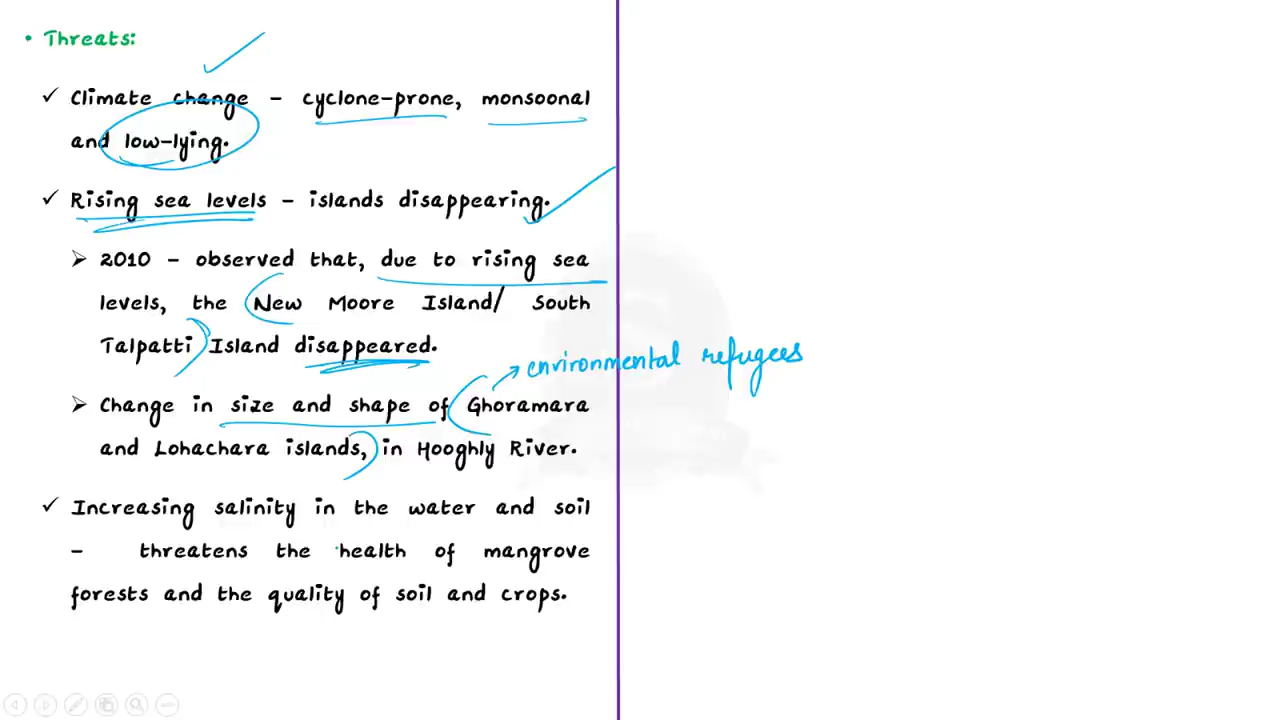 • Threats:
✓ Climate change - cyclone-prone, monsoonal
and low-lying.
✓ Rising sea levels - islands disappearing.
➢ 2010 - observed that, due to rising sea
levels, the New Moore Island/ South
Talpatti Island disappeared.
environmental refugees
➢ Change in size and shape of Ghoramara
and Lohachara islands, in Hooghly River.
✓ Increasing salinity in the water and soil
- threatens the health of mangrove
forests and the quality of soil and crops.